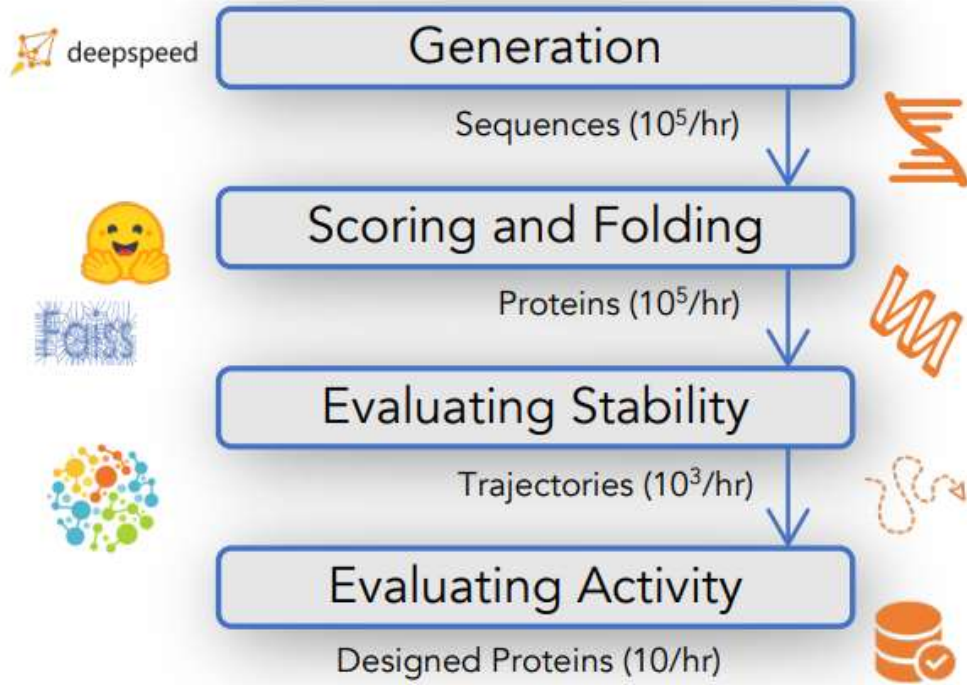 deepspeed
Generation
Sequences (10⁵/hr)
Scoring and Folding
Proteins (10⁵/hr)
Faiss
Evaluating Stability
Trajectories (10³/hr)
Evaluating Activity
Designed Proteins (10/hr)